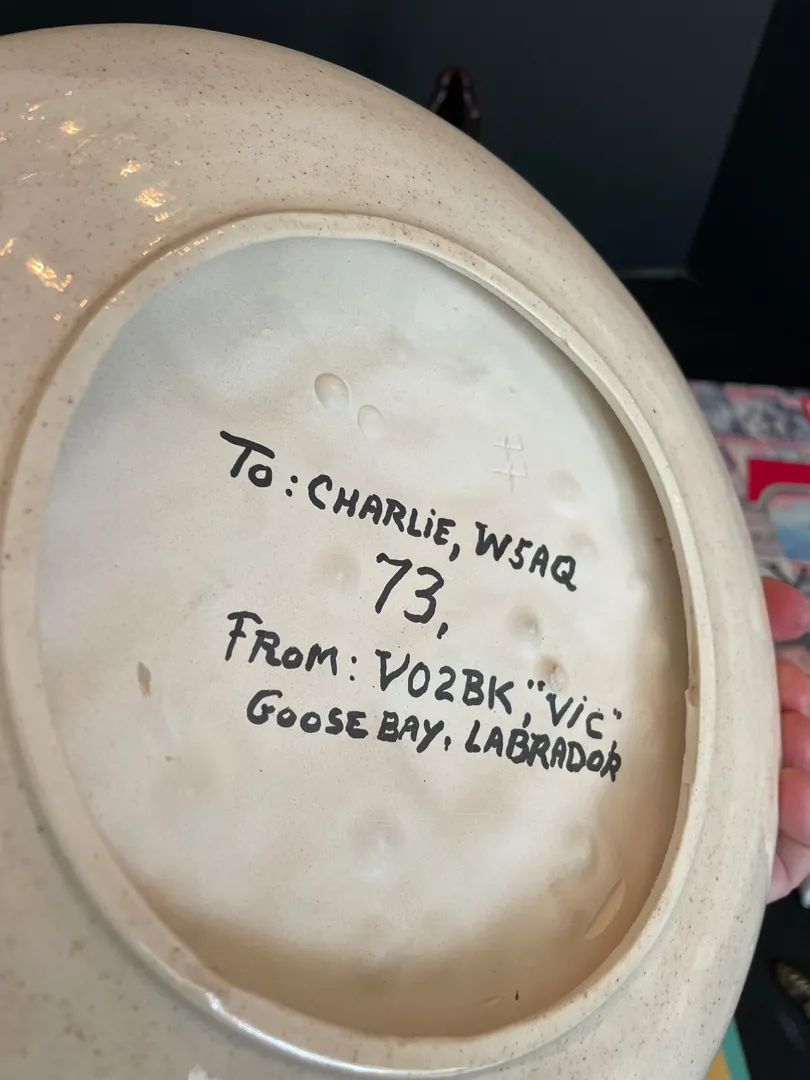 To: CHARLiE, W5AQ
73,
FROM: VO2BK, "Vic"
GOOSE BAY, LABRADOR